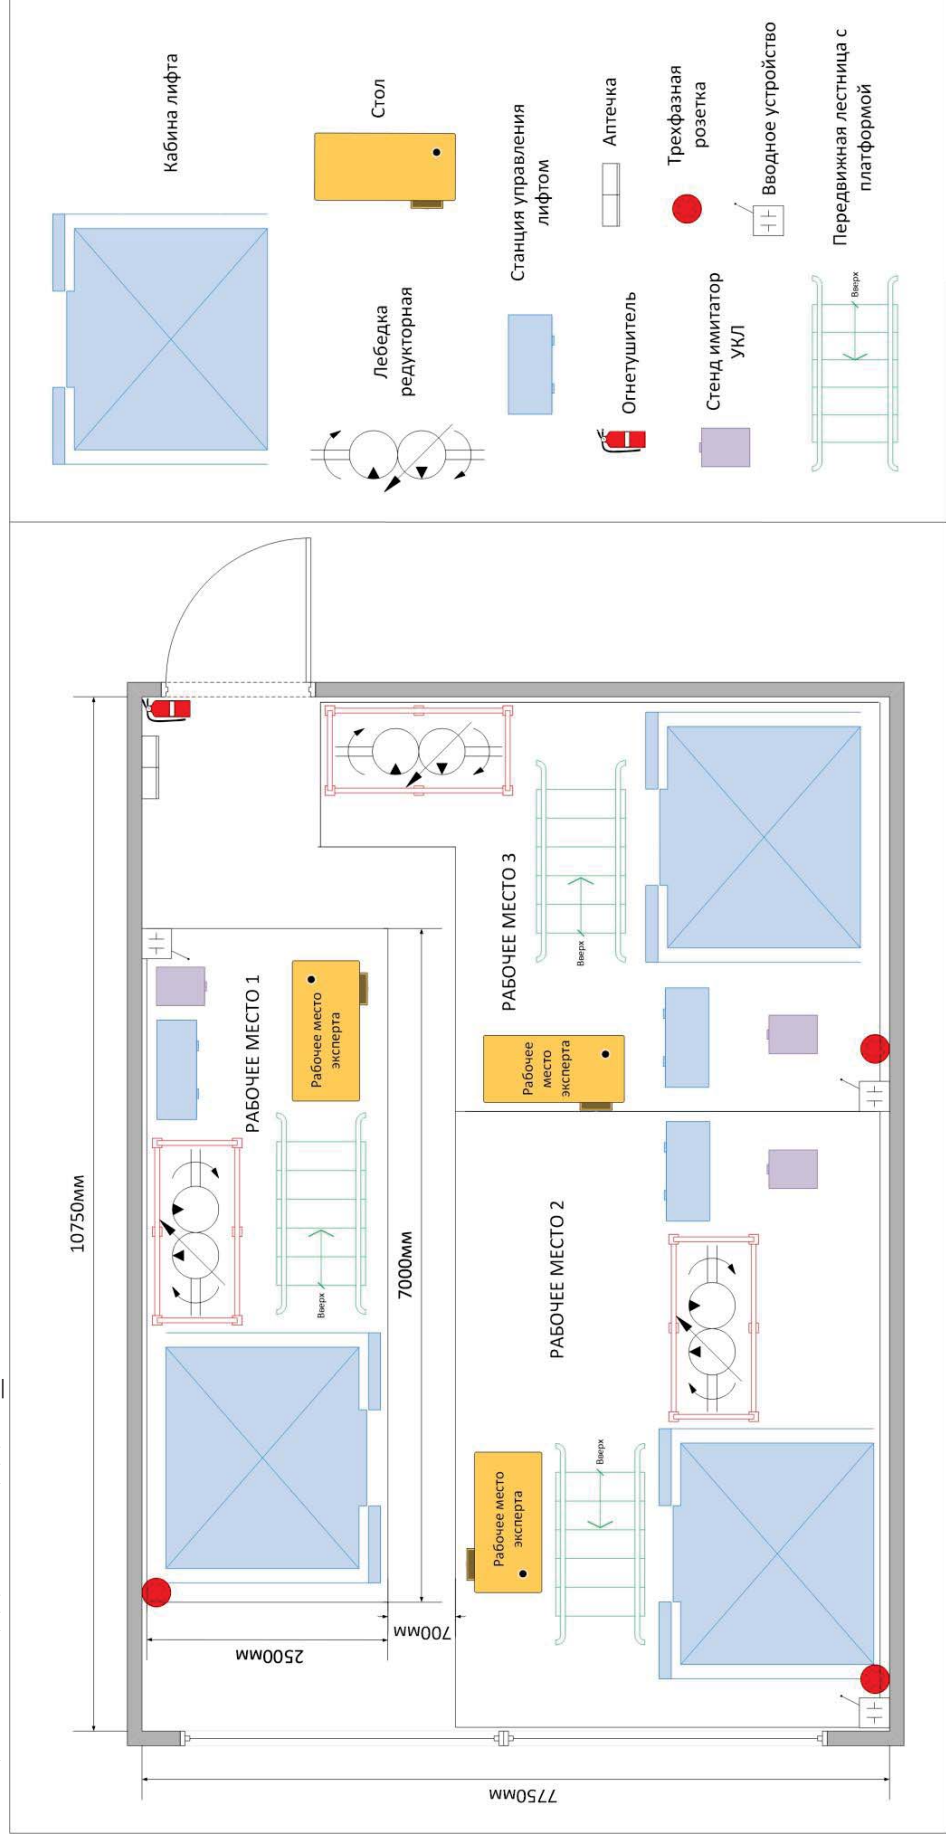 10750мм
7750мм
2500мм
700мм
7000мм
РАБОЧЕЕ МЕСТО 1
Рабочее место
эксперта
Вверх
РАБОЧЕЕ МЕСТО 2
Рабочее место
эксперта
Вверх
РАБОЧЕЕ МЕСТО 3
Рабочее
место
эксперта
Вверх
Кабина лифта
Лебедка
редукторная
Стол
Станция управления
лифтом
Огнетушитель
Аптечка
Стенд имитатор
УКЛ
Трехфазная
розетка
Вводное устройство
Вверх
Передвижная лестница с
платформой